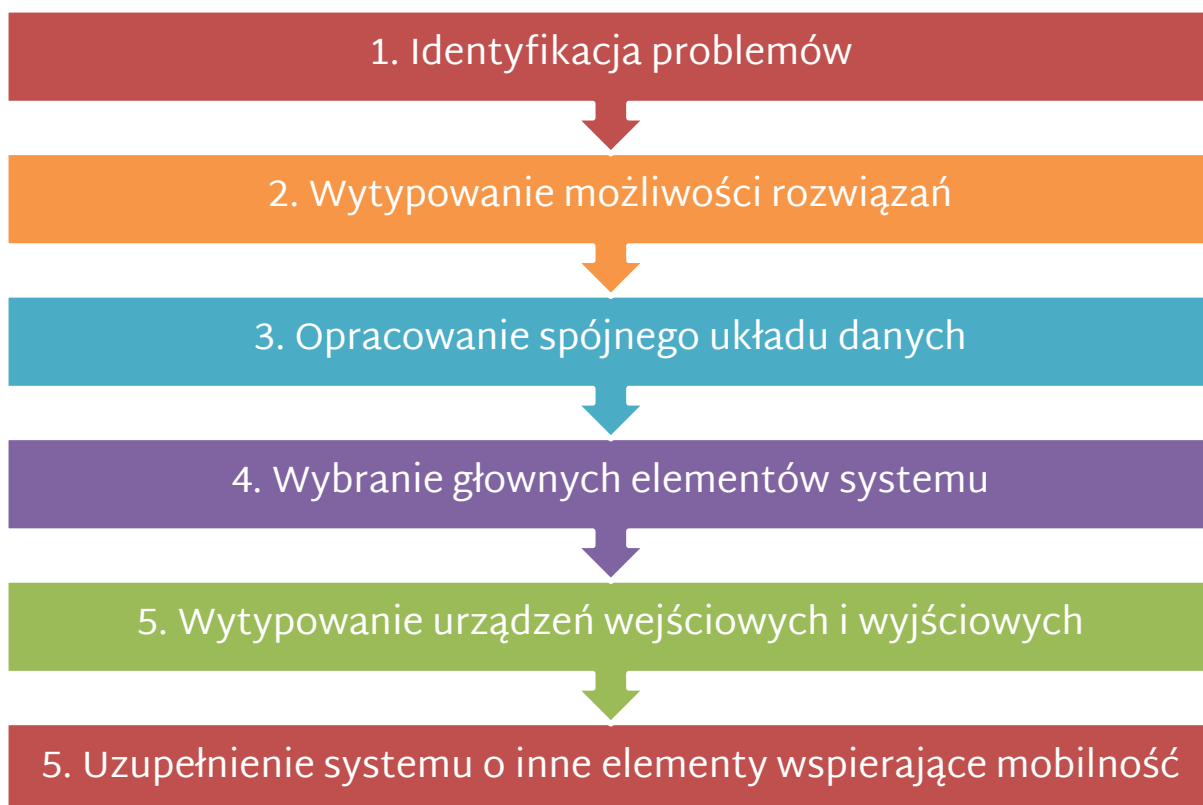 1. Identyfikacja problemów
2. Wytypowanie możliwości rozwiązań
3. Opracowanie spójnego układu danych
4. Wybranie głownych elementów systemu
5. Wytypowanie urządzeń wejściowych i wyjściowych
5. Uzupełnienie systemu o inne elementy wspierające mobilność